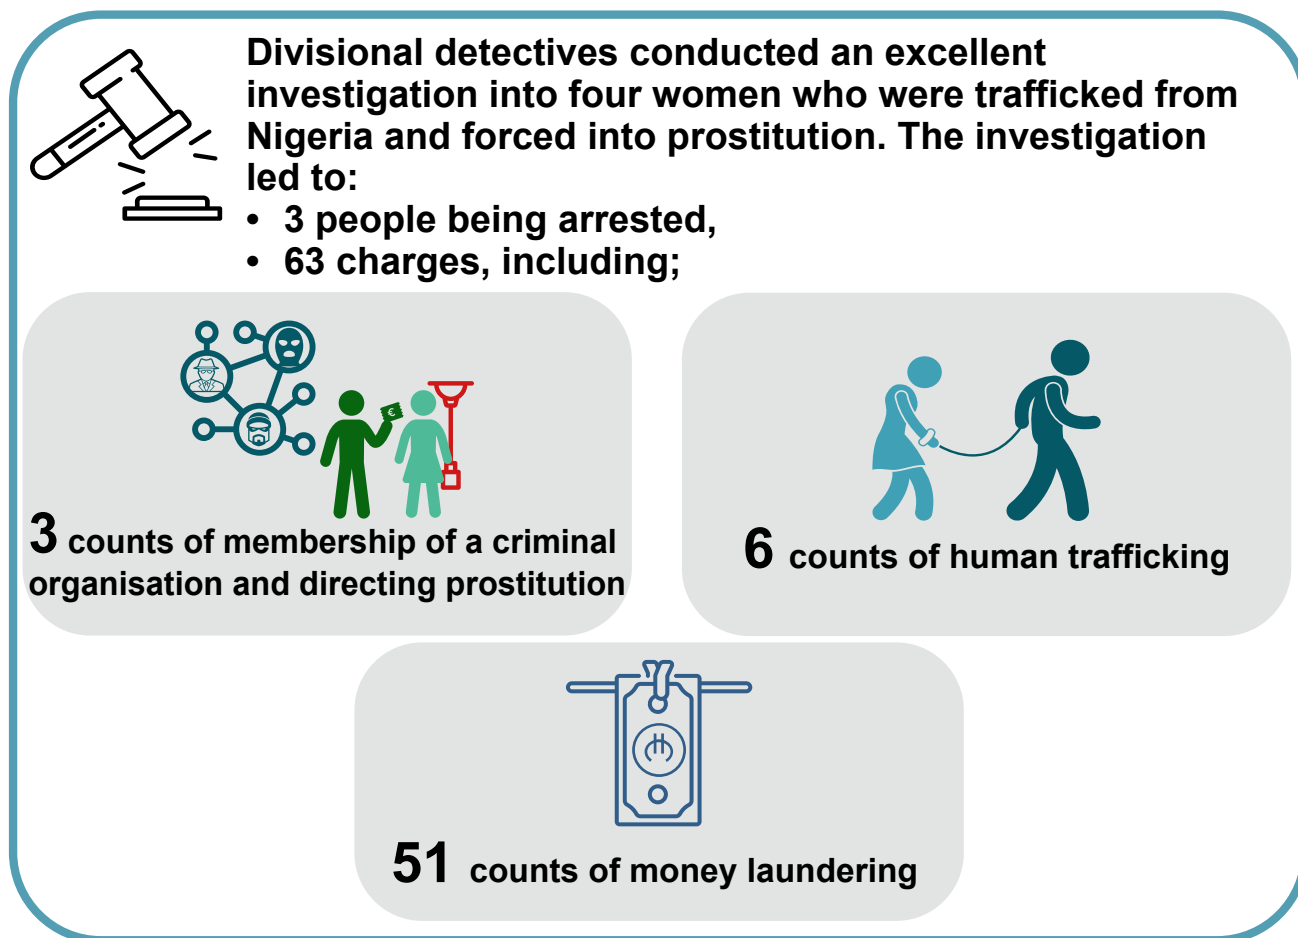 Divisional detectives conducted an excellent
investigation into four women who were trafficked from
Nigeria and forced into prostitution. The investigation
led to:
• 3 people being arrested,
• 63 charges, including;
€
3 counts of membership of a criminal
organisation and directing prostitution
6 counts of human trafficking
51 counts of money laundering